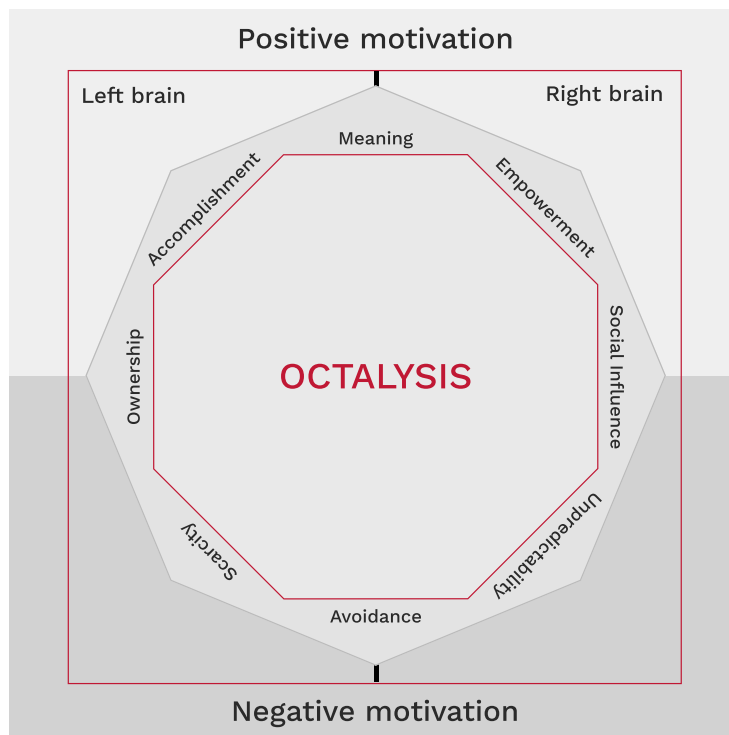 Positive motivation
Left brain
Right brain
Meaning
Accomplishment
Empowerment
Ownership
OCTALYSIS
Social Influence
Scarcity
Unpredictability
Avoidance
Negative motivation